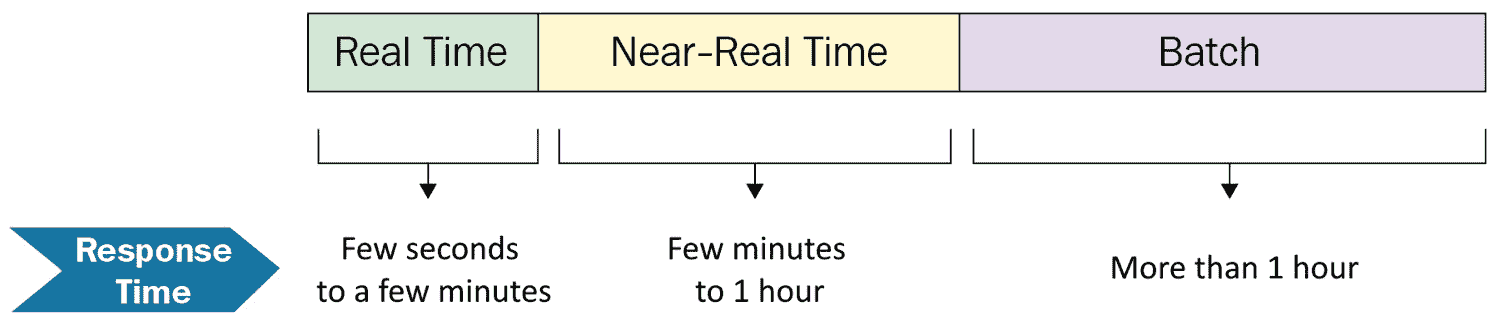 Real Time
Near-Real Time
Batch
Response
Time
Few seconds
to a few minutes
Few minutes
to 1 hour
More than 1 hour